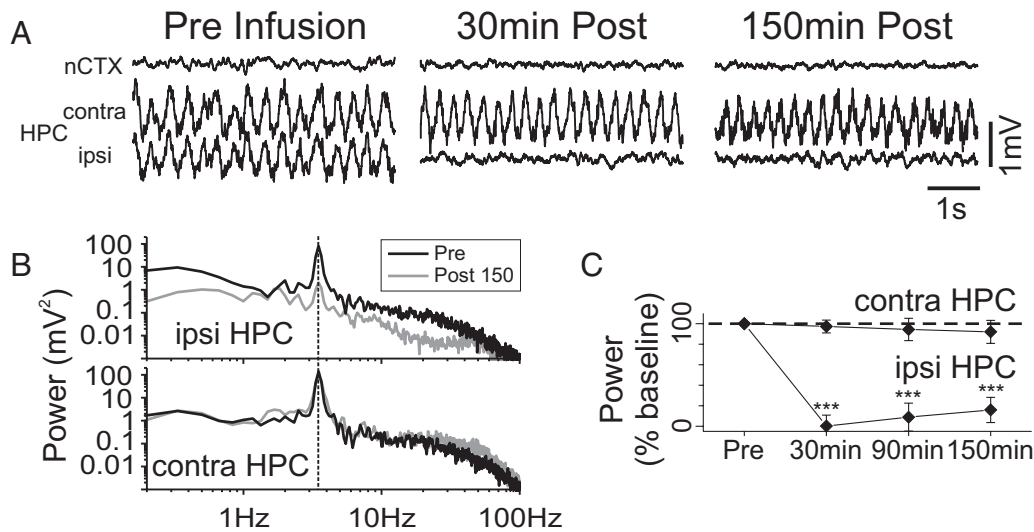 A
Pre Infusion 30min Post 150min Post
nCTX
contra
HPC
ipsi
1mV
1s
B
Power (mV²)
100
10
1
0.1
0.01
Pre
Post 150
ipsi HPC
100
10
1
0.1
0.01
contra HPC
1Hz 10Hz 100Hz
C
Power
(% baseline)
100
0
contra HPC
ipsi HPC
*** *** ***
Pre 30min 90min 150min